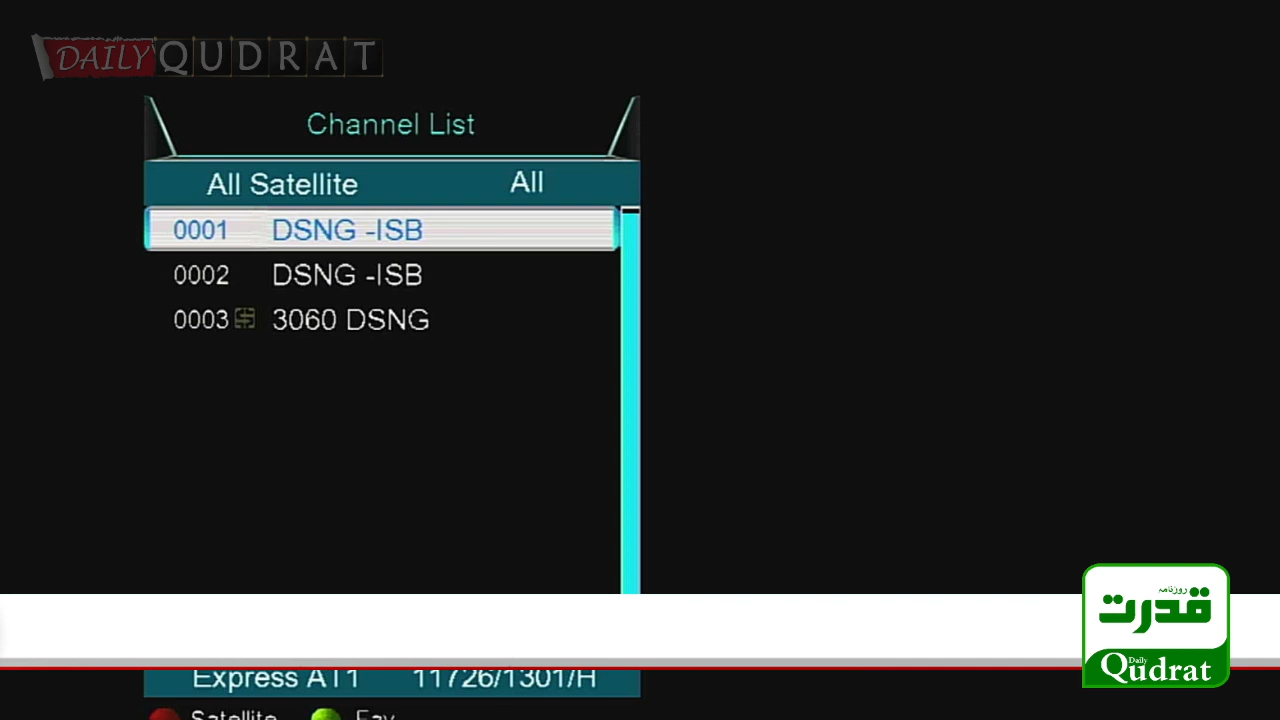 DAILY QUDRAT
Channel List
All Satellite All
0001 DSNG -ISB
0002 DSNG -ISB
0003 3060 DSNG
روزنامہ
قدرت
Daily
Qudrat
Express AT1 11726/1301/H
Satellite Fav